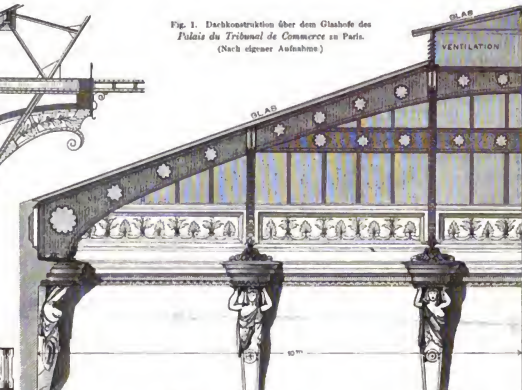 Fig. 1. Dachkonstruktion über dem Glashofe des
Palais du Tribunal de Commerce zu Paris.
(Nach eigener Aufnahme.)
GLAS
VENTILATION
GLAS
10 m